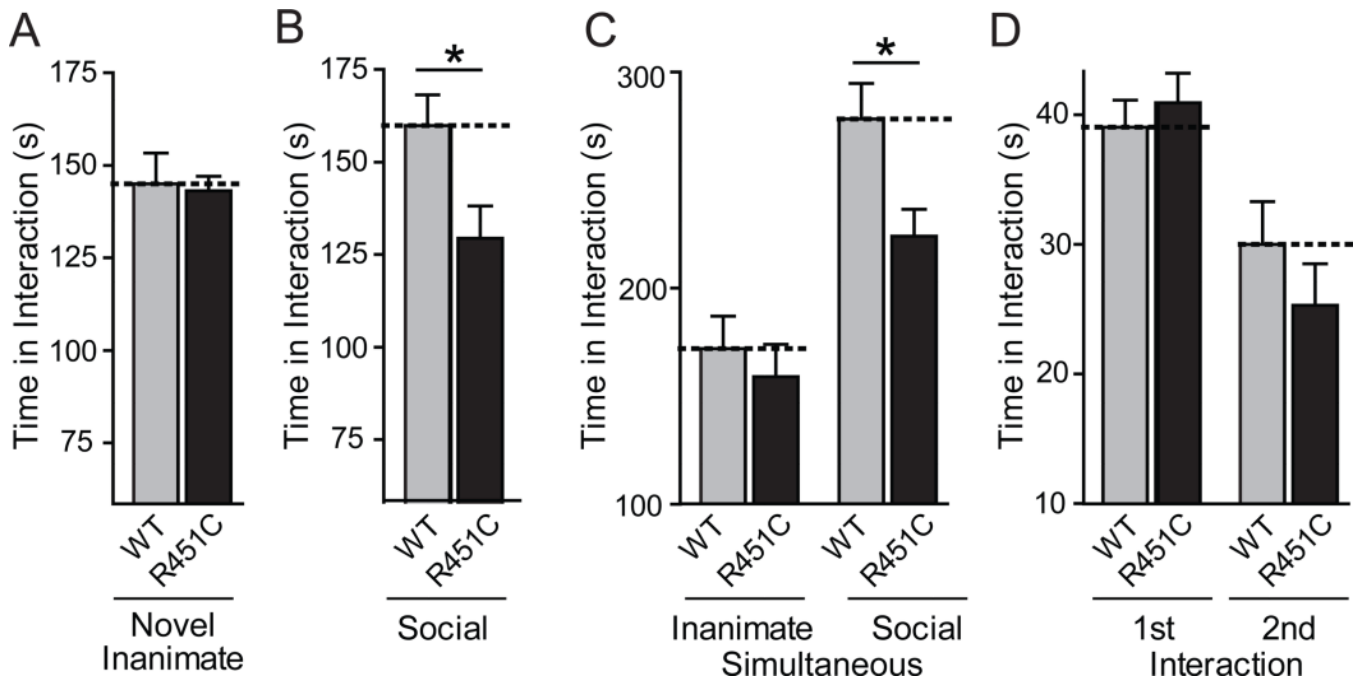 A
Time in Interaction (s)
175
150
125
100
75
WT
R451C
Novel
Inanimate
B
Time in Interaction (s)
175
150
125
100
75
*
WT
R451C
Social
C
Time in Interaction (s)
300
200
100
*
WT
R451C
WT
R451C
Inanimate
Social
Simultaneous
D
Time in Interaction (s)
40
30
20
10
WT
R451C
WT
R451C
1st
2nd
Interaction